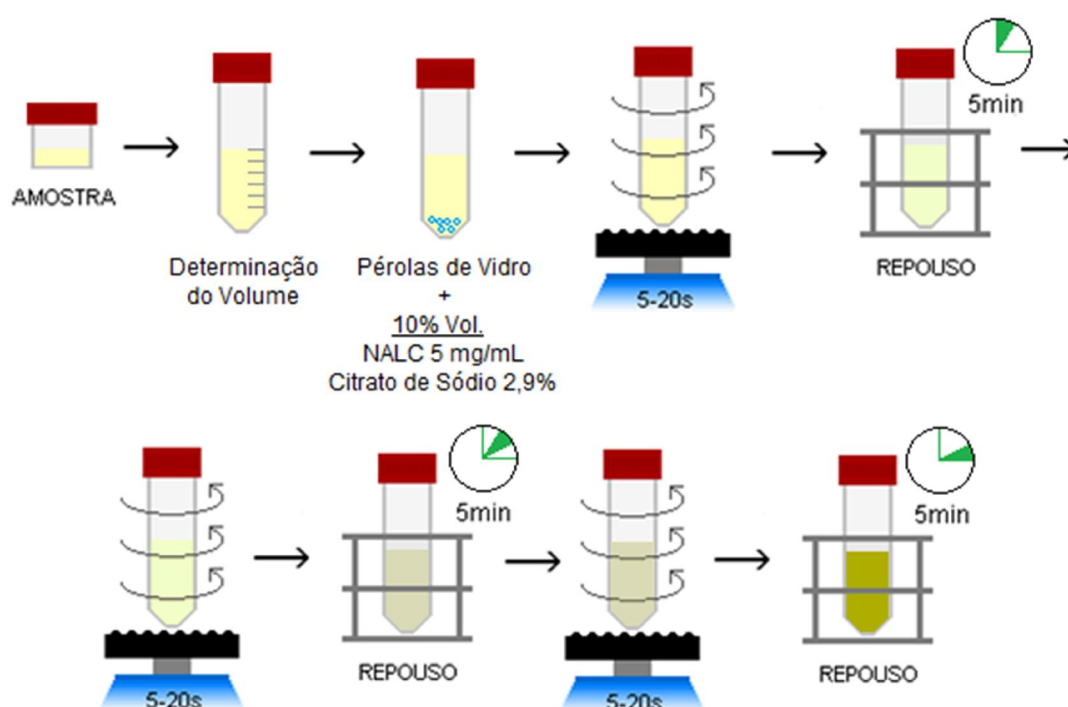 AMOSTRA
Determinação
do Volume
Pérolas de Vidro
+
10% Vol.
NALC 5 mg/mL
Citrato de Sódio 2,9%
5-20s
5min
REPOUSO
5-20s
5min
REPOUSO
5-20s
5min
REPOUSO